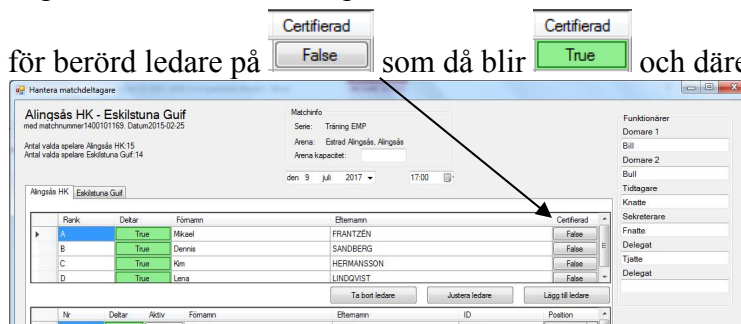 Certifierad Certifierad
för berörd ledare på False som då blir True och däre
Hantera matchdeltagare
Alingsås HK - Eskilstuna Guif
med matchnummer1400101169. Datum2015-02-25
Antal valda spelare Alingsås HK:15
Antal valda spelare Eskilstuna Guif:14
Matchinfo
Serie: Träning EMP
Arena: Estrad Alingsås, Alingsås
Arena kapacitet:
den 9 juli 2017 17:00
Funktionärer
Domare 1
Bill
Domare 2
Bull
Tidtagare
Knatte
Sekreterare
Fnatte
Delegat
Tjatte
Delegat
Alingsås HK Eskilstuna Guif
Rank Deltar Förnamn Efternamn Certifierad
A True Mikael FRANTZÉN False
B True Dennis SANDBERG False
C True Kim HERMANSSON False
D True Lena LINDQVIST False
Ta bort ledare Justera ledare Lägg till ledare
Nr Deltar Aktiv Förnamn Efternamn ID Position